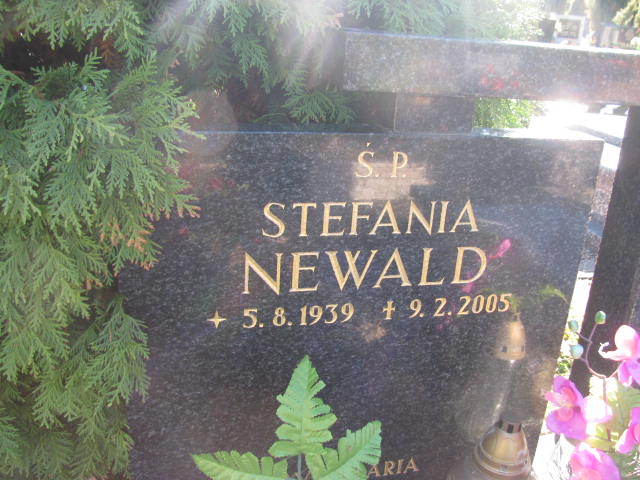 Ś. P.
STEFANIA
NEWALD
✦ 5. 8. 1939 ✝ 9. 2. 2005